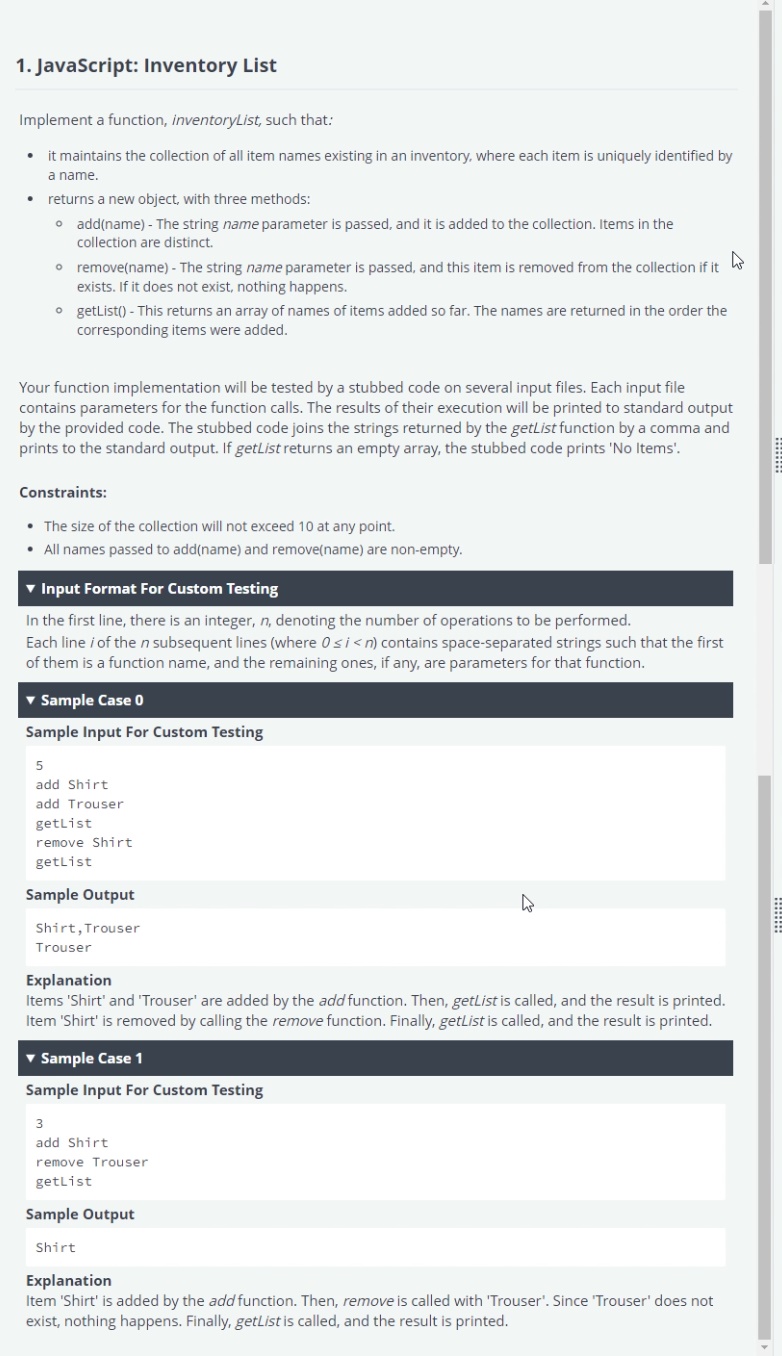 1. JavaScript: Inventory List
Implement a function, inventoryList, such that:
• it maintains the collection of all item names existing in an inventory, where each item is uniquely identified by
a name.
• returns a new object, with three methods:
○ add(name) - The string name parameter is passed, and it is added to the collection. Items in the
collection are distinct.
○ remove(name) - The string name parameter is passed, and this item is removed from the collection if it
exists. If it does not exist, nothing happens.
○ getList() - This returns an array of names of items added so far. The names are returned in the order the
corresponding items were added.
Your function implementation will be tested by a stubbed code on several input files. Each input file
contains parameters for the function calls. The results of their execution will be printed to standard output
by the provided code. The stubbed code joins the strings returned by the getList function by a comma and
prints to the standard output. If getList returns an empty array, the stubbed code prints 'No Items'.
Constraints:
• The size of the collection will not exceed 10 at any point.
• All names passed to add(name) and remove(name) are non-empty.
▼ Input Format For Custom Testing
In the first line, there is an integer, n, denoting the number of operations to be performed.
Each line i of the n subsequent lines (where 0 ≤ i < n) contains space-separated strings such that the first
of them is a function name, and the remaining ones, if any, are parameters for that function.
▼ Sample Case 0
Sample Input For Custom Testing
5
add Shirt
add Trouser
getList
remove Shirt
getList
Sample Output
Shirt,Trouser
Trouser
Explanation
Items 'Shirt' and 'Trouser' are added by the add function. Then, getList is called, and the result is printed.
Item 'Shirt' is removed by calling the remove function. Finally, getList is called, and the result is printed.
▼ Sample Case 1
Sample Input For Custom Testing
3
add Shirt
remove Trouser
getList
Sample Output
Shirt
Explanation
Item 'Shirt' is added by the add function. Then, remove is called with 'Trouser'. Since 'Trouser' does not
exist, nothing happens. Finally, getList is called, and the result is printed.